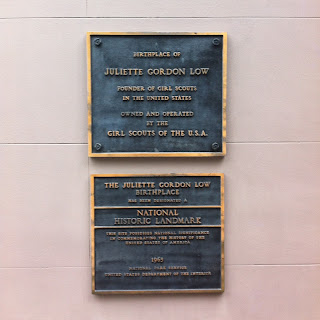 BIRTHPLACE OF
JULIETTE GORDON LOW
FOUNDER OF GIRL SCOUTS
IN THE UNITED STATES
OWNED AND OPERATED
BY THE
GIRL SCOUTS OF THE U.S.A.
THE JULIETTE GORDON LOW
BIRTHPLACE
HAS BEEN DESIGNATED A
NATIONAL
HISTORIC LANDMARK
THIS SITE POSSESSES NATIONAL SIGNIFICANCE
IN COMMEMORATING THE HISTORY OF THE
UNITED STATES OF AMERICA
1965
NATIONAL PARK SERVICE
UNITED STATES DEPARTMENT OF THE INTERIOR